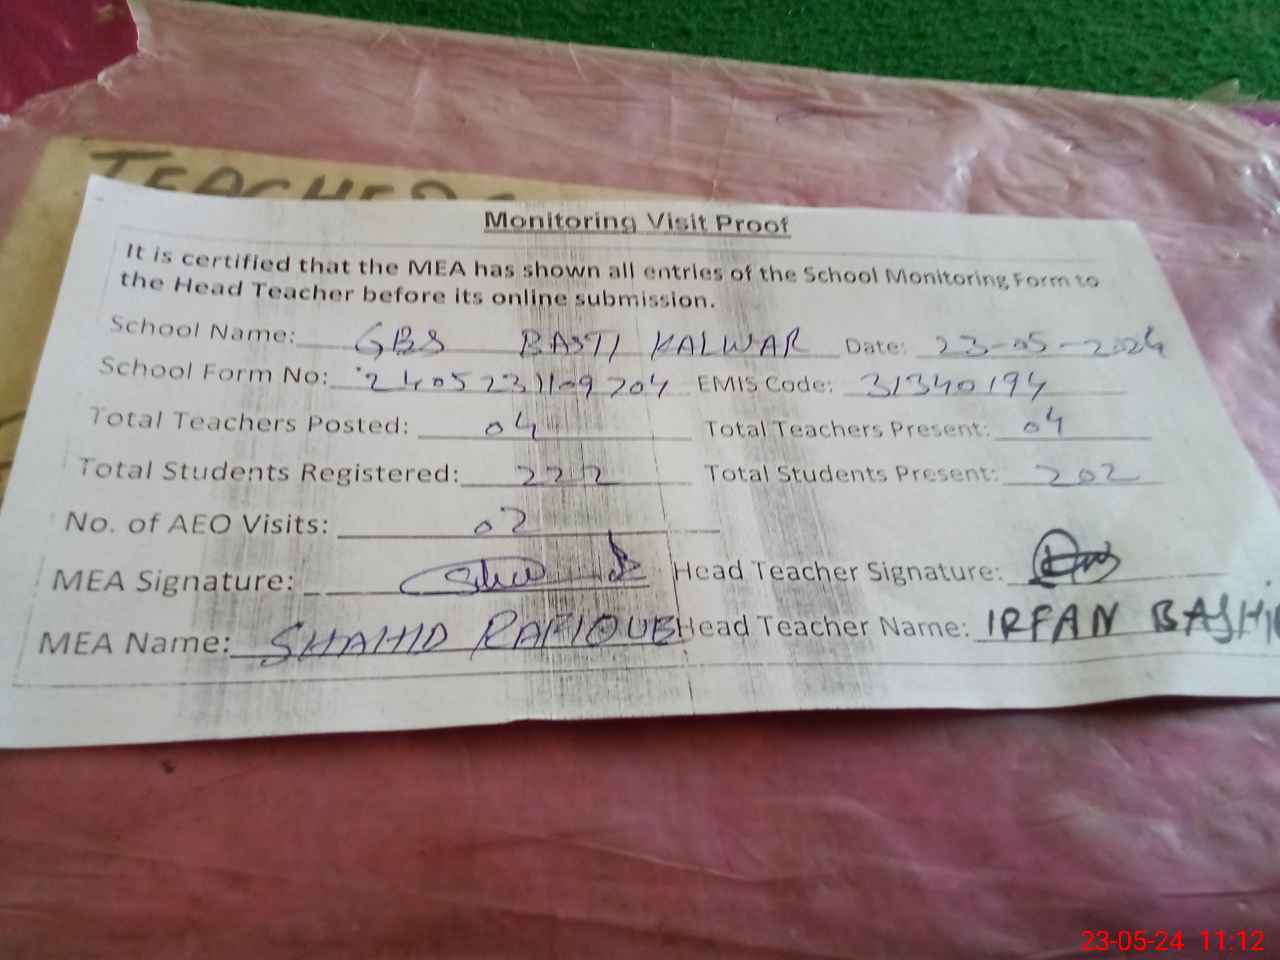 TEACHER
Monitoring Visit Proof
It is certified that the MEA has shown all entries of the School Monitoring Form to
the Head Teacher before its online submission.
School Name: GBS BASTI KALWAR Date: 23-05-2024
School Form No: 2405231109704 EMIS Code: 31340194
Total Teachers Posted: 04 Total Teachers Present: 04
Total Students Registered: 222 Total Students Present: 202
No. of AEO Visits: 02
MEA Signature: Head Teacher Signature:
MEA Name: SHAHID RAFIQUE Head Teacher Name: IRFAN BASHI
23-05-24 11:12